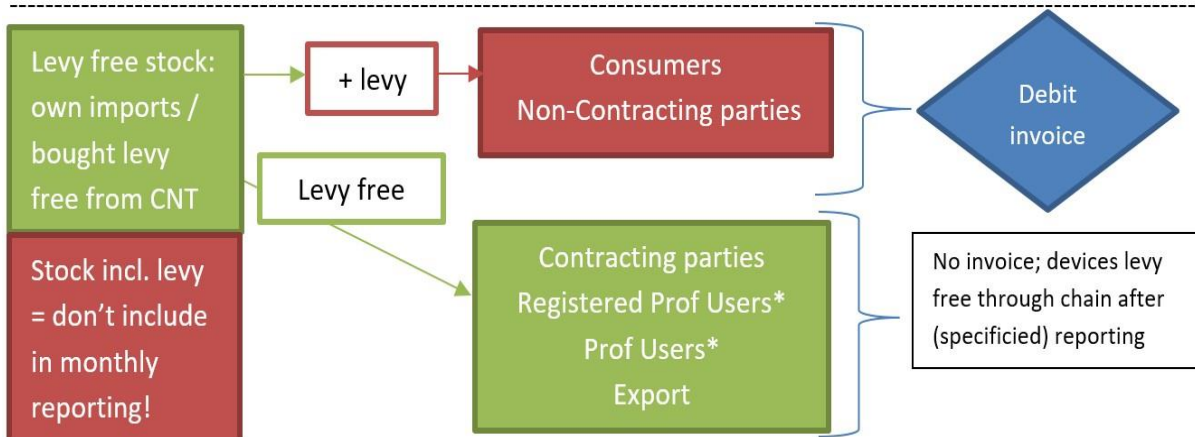 Levy free stock:
own imports /
bought levy
free from CNT
Stock incl. levy
= don’t include
in monthly
reporting!
+ levy
Levy free
Consumers
Non-Contracting parties
Contracting parties
Registered Prof Users*
Prof Users*
Export
Debit
invoice
No invoice; devices levy
free through chain after
(specificied) reporting